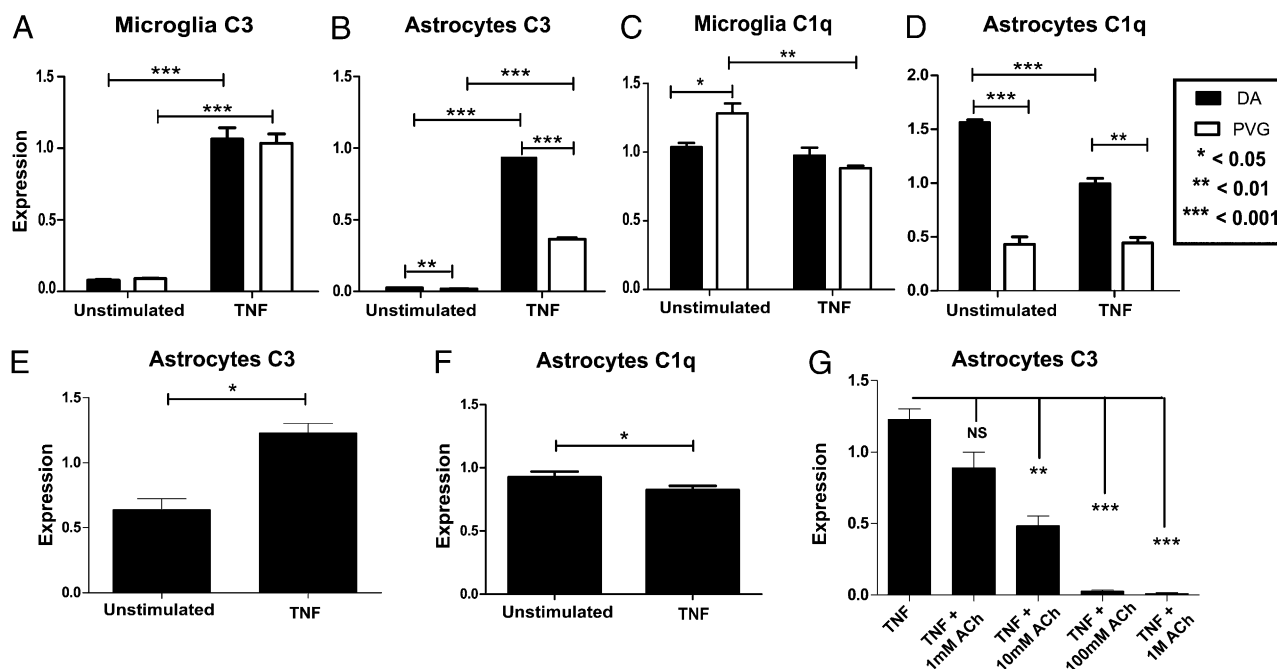 A
Microglia C3
Expression
1.5
1.0
0.5
0.0
***
***
Unstimulated
TNF
B
Astrocytes C3
1.5
1.0
0.5
0.0
***
***
***
**
Unstimulated
TNF
C
Microglia C1q
1.5
1.0
0.5
0.0
**
*
Unstimulated
TNF
D
Astrocytes C1q
2.0
1.5
1.0
0.5
0.0
***
***
**
Unstimulated
TNF
DA
PVG
* < 0.05
** < 0.01
*** < 0.001
E
Astrocytes C3
Expression
1.5
1.0
0.5
0.0
*
Unstimulated
TNF
F
Astrocytes C1q
Expression
1.5
1.0
0.5
0.0
*
Unstimulated
TNF
G
Astrocytes C3
Expression
1.5
1.0
0.5
0.0
NS
**
***
***
TNF
TNF +
1mM ACh
TNF +
10mM ACh
TNF +
100mM ACh
TNF +
1M ACh